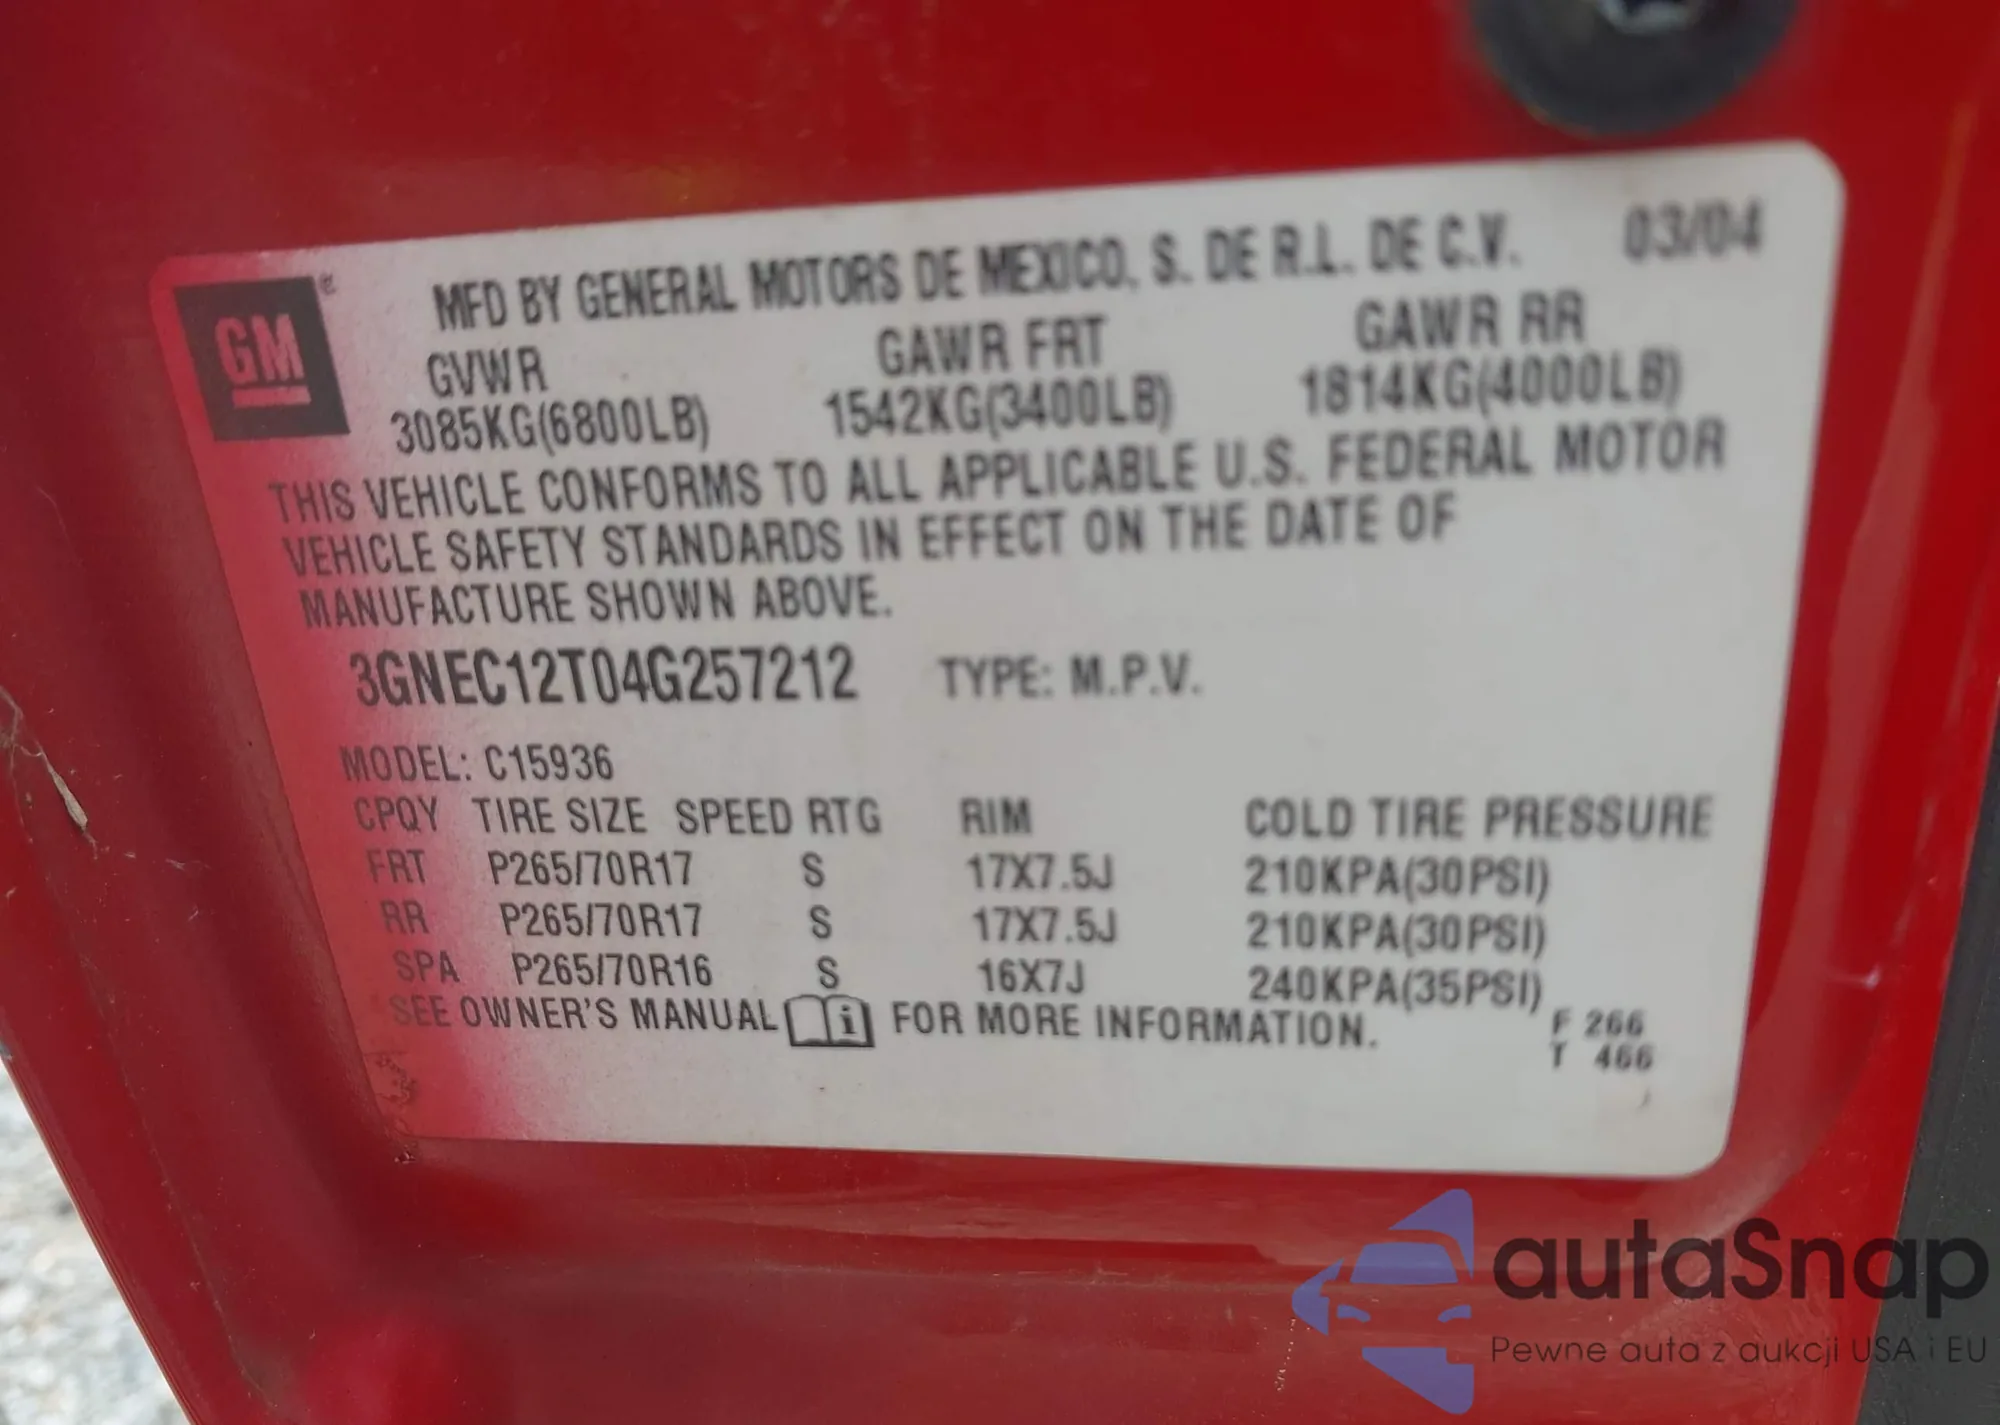 GM ® MFD BY GENERAL MOTORS DE MEXICO, S. DE R.L. DE C.V. 03/04
GVWR GAWR FRT GAWR RR
3085KG(6800LB) 1542KG(3400LB) 1814KG(4000LB)
THIS VEHICLE CONFORMS TO ALL APPLICABLE U.S. FEDERAL MOTOR
VEHICLE SAFETY STANDARDS IN EFFECT ON THE DATE OF
MANUFACTURE SHOWN ABOVE.
3GNEC12T04G257212 TYPE: M.P.V.
MODEL: C15936
CPQY TIRE SIZE SPEED RTG RIM COLD TIRE PRESSURE
FRT P265/70R17 S 17X7.5J 210KPA(30PSI)
RR P265/70R17 S 17X7.5J 210KPA(30PSI)
SPA P265/70R16 S 16X7J 240KPA(35PSI)
SEE OWNER'S MANUAL i FOR MORE INFORMATION.
F 266
T 466
autaSnap
Pewne auta z aukcji USA i EU